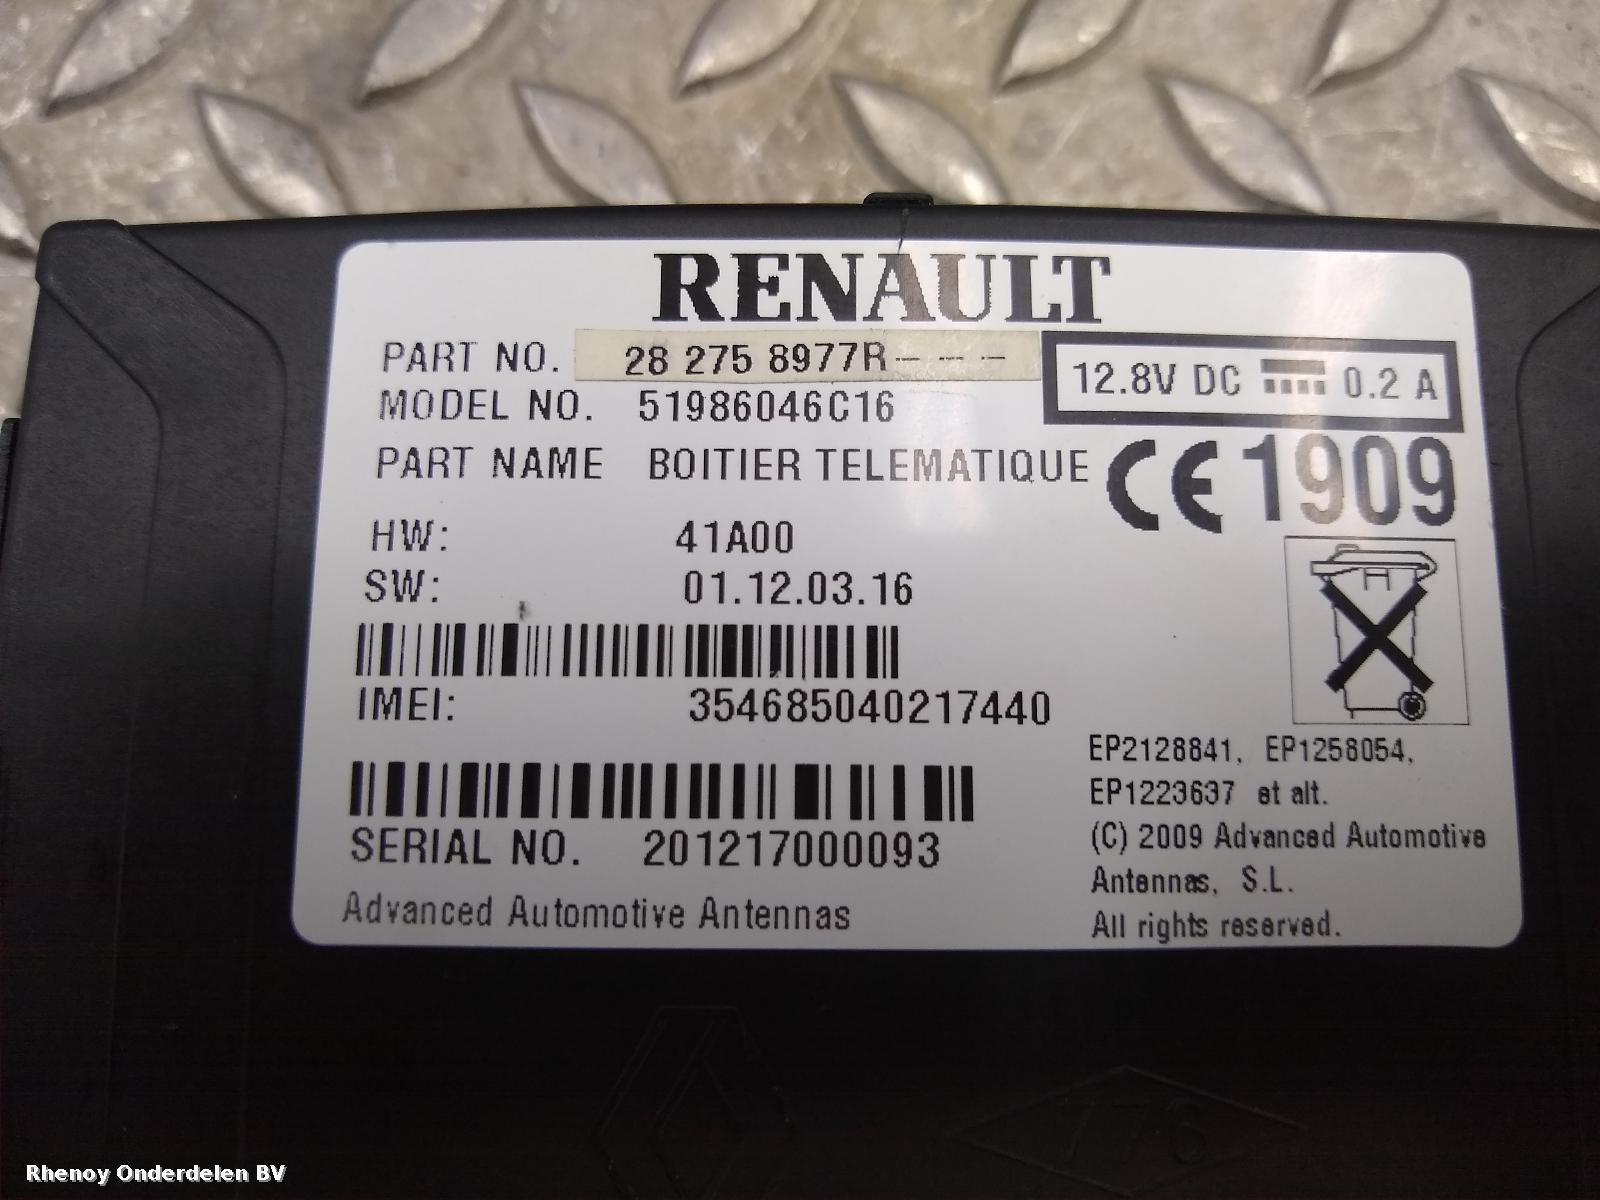 RENAULT
PART NO. 28 275 8977R- - - -
MODEL NO. 51986046C16
12.8V DC 0.2 A
PART NAME BOITIER TELEMATIQUE
CE 1909
HW: 41A00
SW: 01.12.03.16
IMEI: 354685040217440
EP2128841, EP1258054,
EP1223637 et alt.
(C) 2009 Advanced Automotive
Antennas, S.L.
All rights reserved.
SERIAL NO. 201217000093
Advanced Automotive Antennas
776
Rhenoy Onderdelen BV